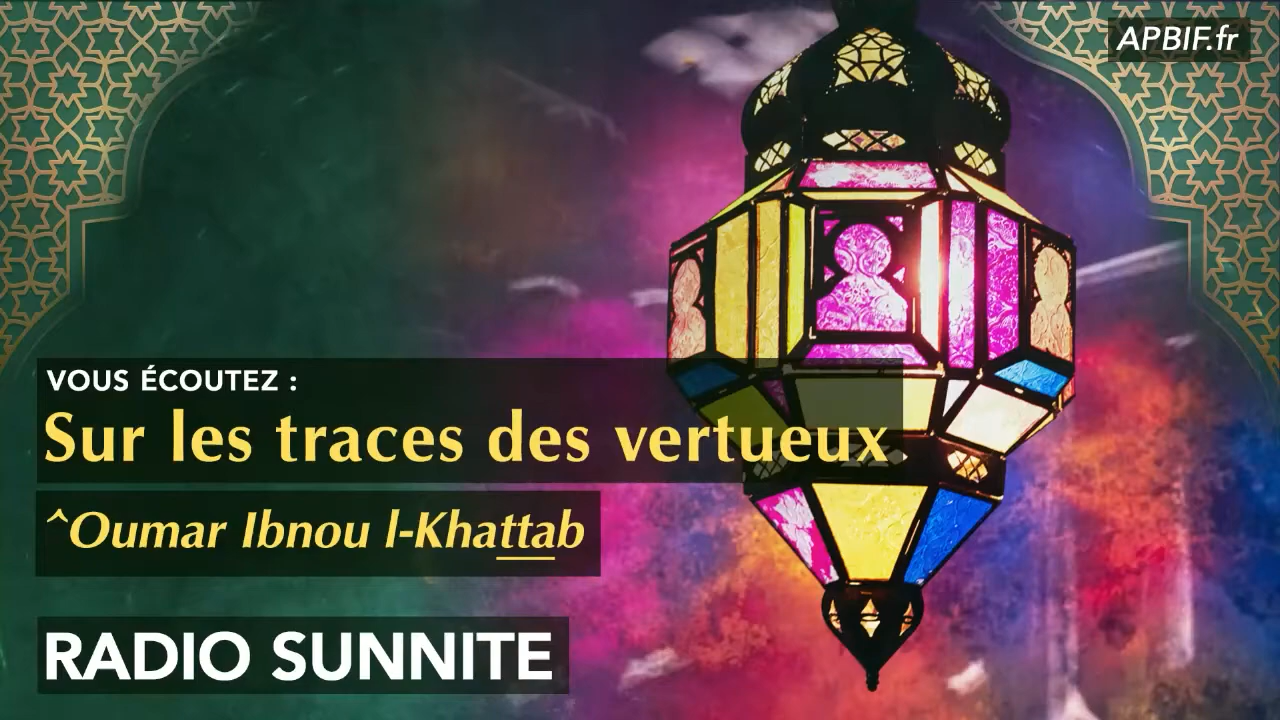 APBIF.fr
VOUS ÉCOUTEZ :
Sur les traces des vertueux
^Oumar Ibnou l-Khattab
RADIO SUNNITE